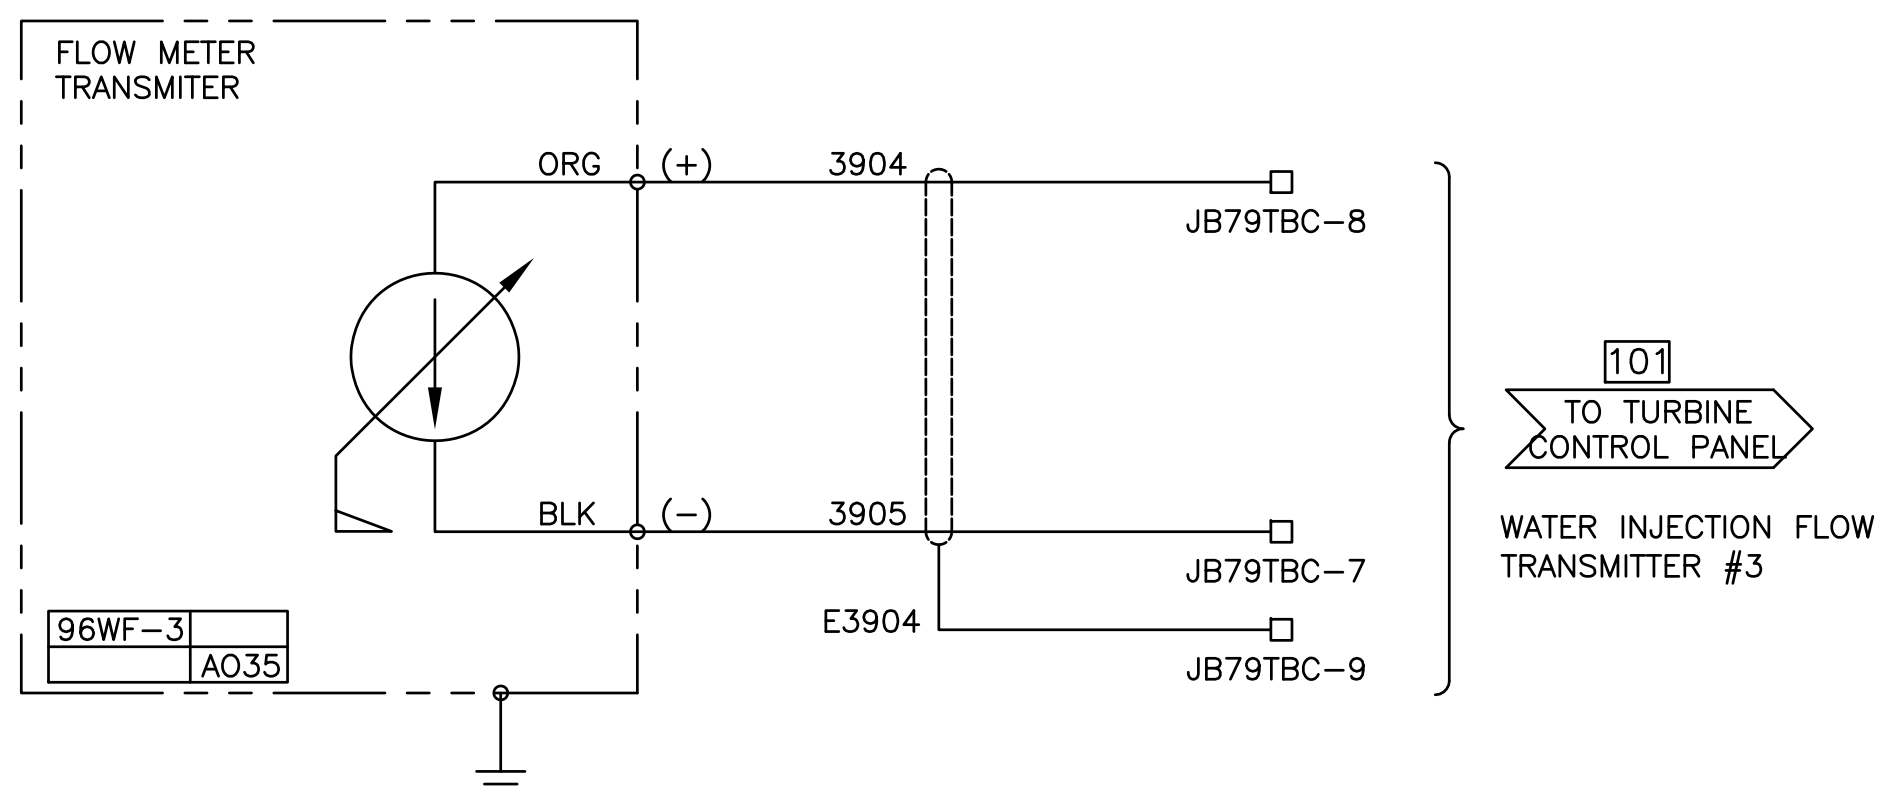 FLOW METER
TRANSMITER
ORG (+) 3904
JB79TBC-8
101
TO TURBINE
CONTROL PANEL
BLK (-) 3905
JB79TBC-7
WATER INJECTION FLOW
TRANSMITTER #3
E3904
JB79TBC-9
96WF-3
A035